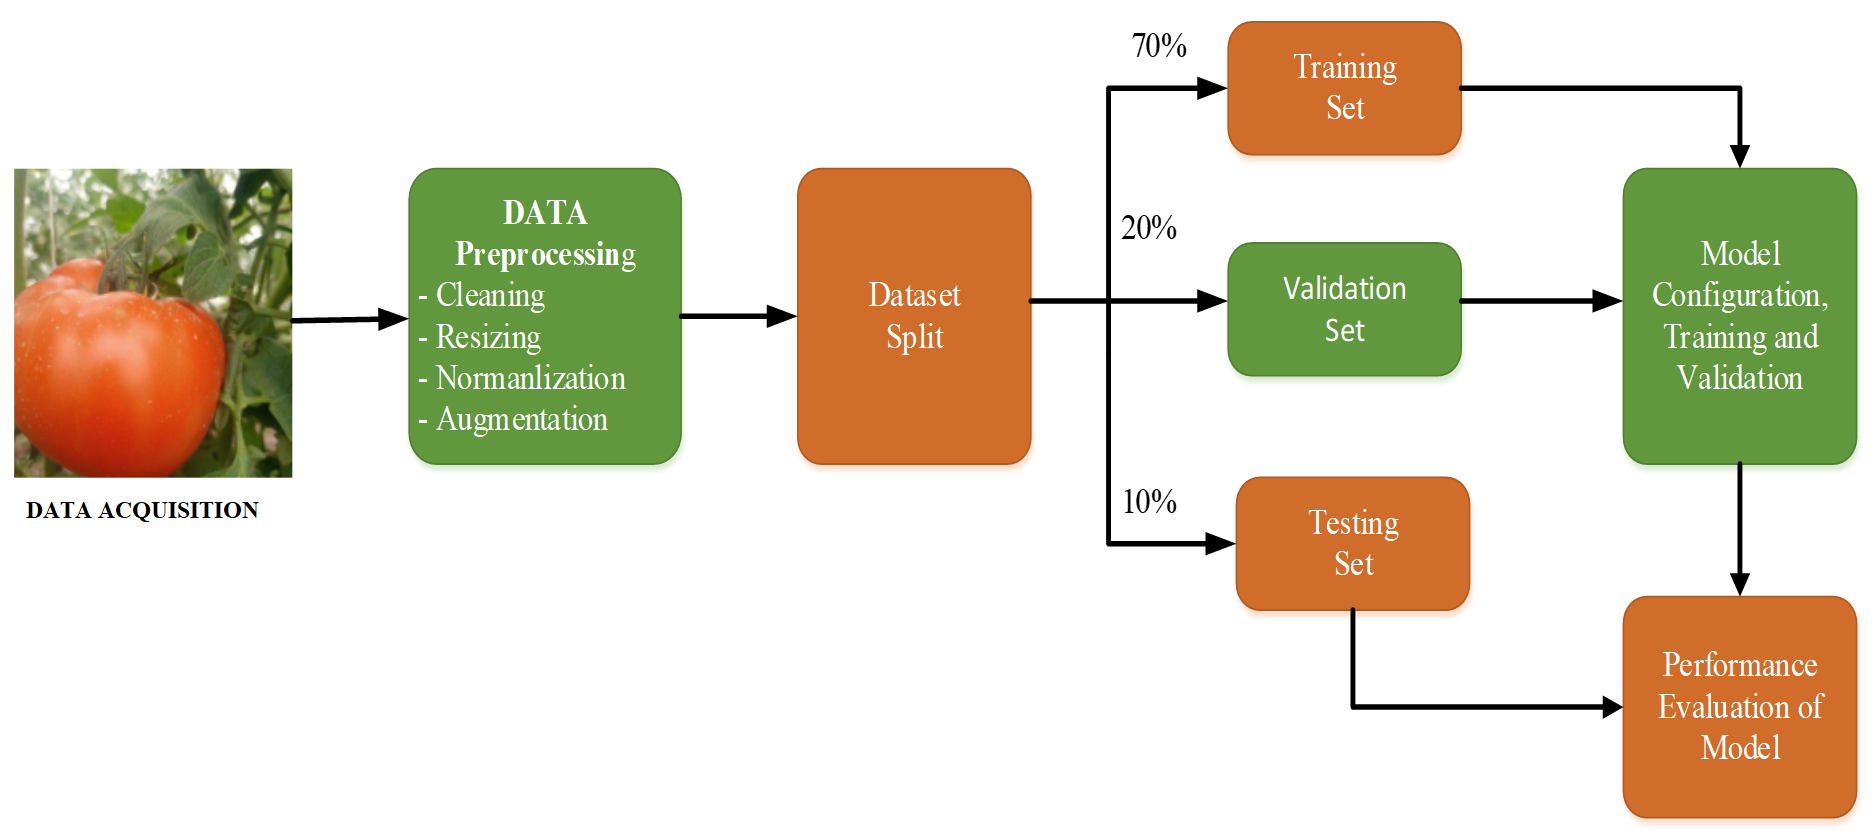 DATA ACQUISITION
DATA
Preprocessing
- Cleaning
- Resizing
- Normanlization
- Augmentation
Dataset
Split
70%
20%
10%
Training
Set
Validation
Set
Testing
Set
Model
Configuration,
Training and
Validation
Performance
Evaluation of
Model